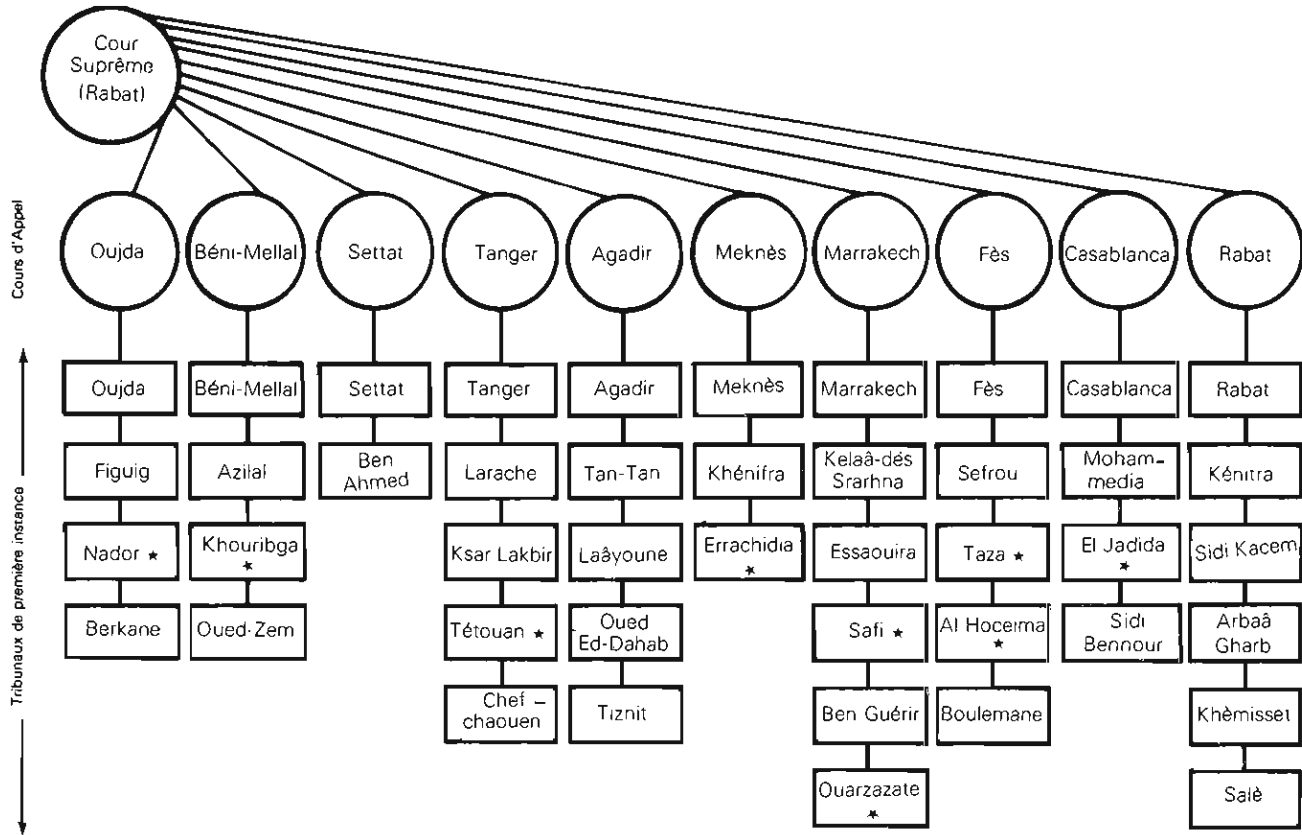 Cour
Suprême
(Rabat)
Cours d'Appel
Oujda
Béni-Mellal
Settat
Tanger
Agadir
Meknès
Marrakech
Fès
Casablanca
Rabat
Tribunaux de première instance
Oujda
Béni-Mellal
Settat
Tanger
Agadir
Meknès
Marrakech
Fès
Casablanca
Rabat
Figuig
Azilal
Ben
Ahmed
Larache
Tan-Tan
Khénifra
Kelaâ-des
Srarhna
Sefrou
Moham-
media
Kénitra
Nador ★
Khouribga
★
Ksar Lakbir
Laâyoune
Errachidia
★
Essaouira
Taza ★
El Jadida
★
Sidi Kacem
Berkane
Oued-Zem
Tétouan ★
Oued
Ed-Dahab
Safi ★
Al Hoceima
★
Sidi
Bennour
Arbaâ
Gharb
Chef-
chaouen
Tiznit
Ben Guérir
Boulemane
Khèmisset
Ouarzazate
★
Salè